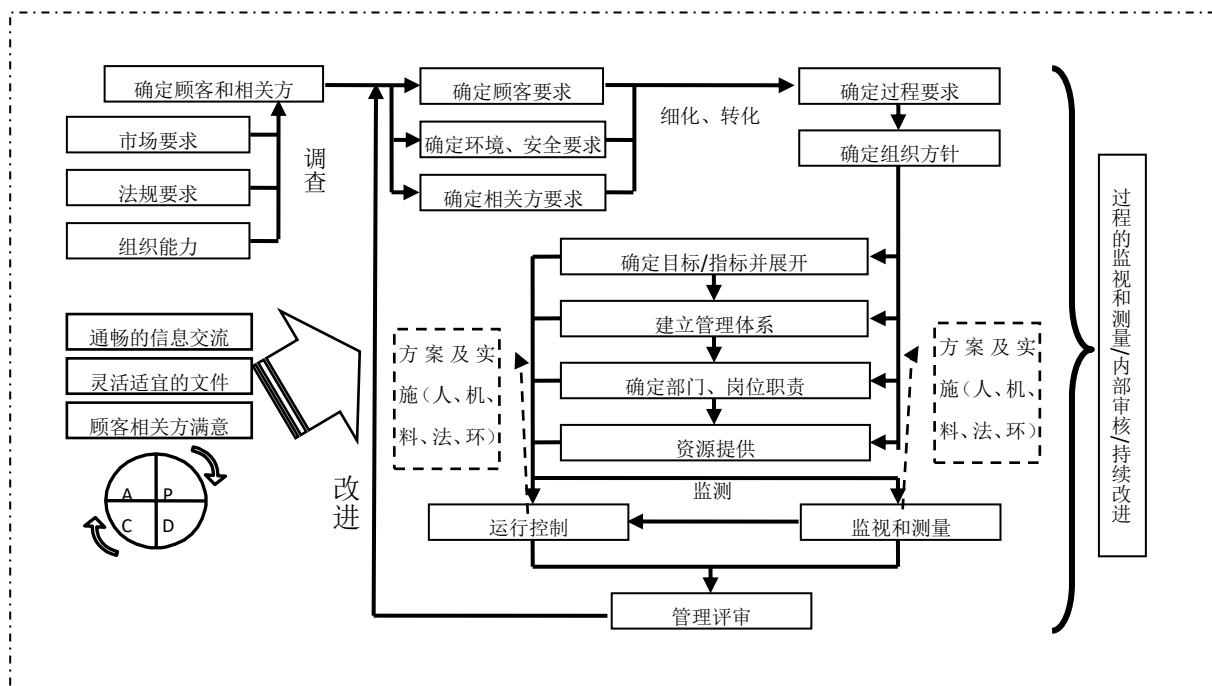 确定顾客和相关方
市场要求
法规要求
组织能力
调查
确定顾客要求
确定环境、安全要求
确定相关方要求
细化、转化
确定过程要求
确定组织方针
确定目标/指标并展开
建立管理体系
确定部门、岗位职责
资源提供
方案及实
施（人、机、
料、法、环）
方案及实
施（人、机、
料、法、环）
监测
运行控制
监视和测量
管理评审
通畅的信息交流
灵活适宜的文件
顾客相关方满意
A P
C D
改进
过程的监视和测量/内部审核/持续改进